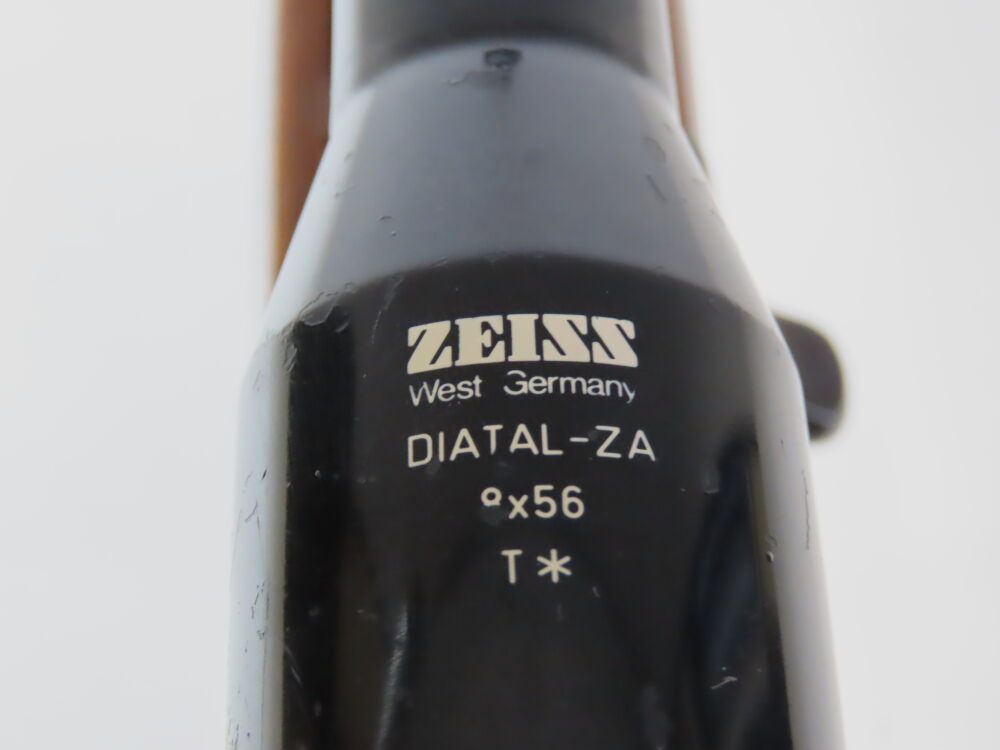 ZEISS
West Germany
DIATAL-ZA
8x56
T*